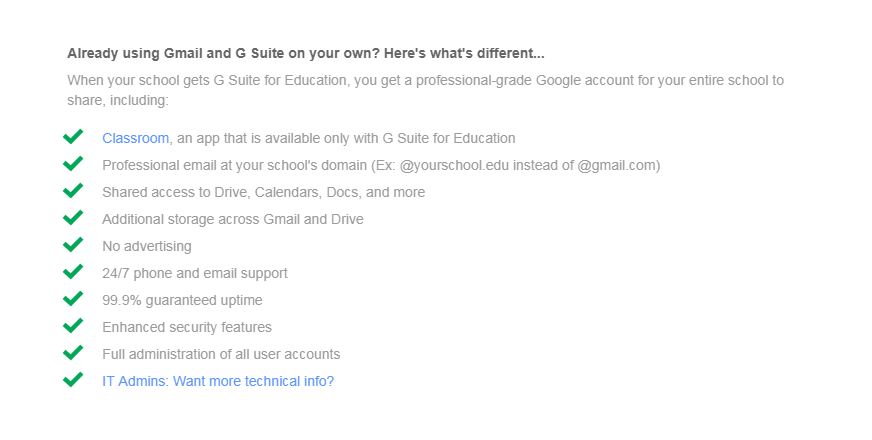 Already using Gmail and G Suite on your own? Here's what's different...
When your school gets G Suite for Education, you get a professional-grade Google account for your entire school to
share, including:
Classroom, an app that is available only with G Suite for Education
Professional email at your school's domain (Ex: @yourschool.edu instead of @gmail.com)
Shared access to Drive, Calendars, Docs, and more
Additional storage across Gmail and Drive
No advertising
24/7 phone and email support
99.9% guaranteed uptime
Enhanced security features
Full administration of all user accounts
IT Admins: Want more technical info?